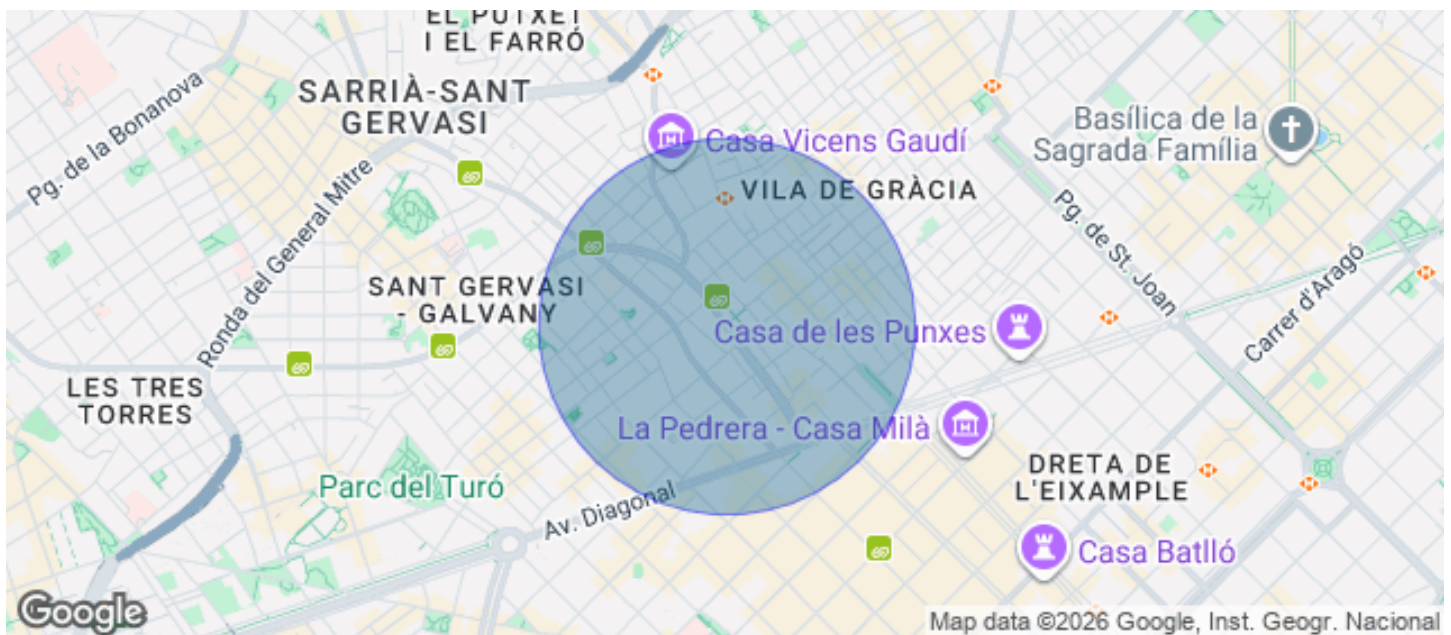 EL PUTXET
I EL FARRÓ
SARRIÀ-SANT
GERVASI
Pg. de la Bonanova
Casa Vicens Gaudí
Basílica de la
Sagrada Família
VILA DE GRÀCIA
Ronda del General Mitre
Pg. de St. Joan
SANT GERVASI
- GALVANY
Carrer d'Aragó
Casa de les Punxes
LES TRES
TORRES
La Pedrera - Casa Milà
DRETA DE
L'EIXAMPLE
Parc del Turó
Av. Diagonal
Casa Batlló
Google
Map data ©2026 Google, Inst. Geogr. Nacional